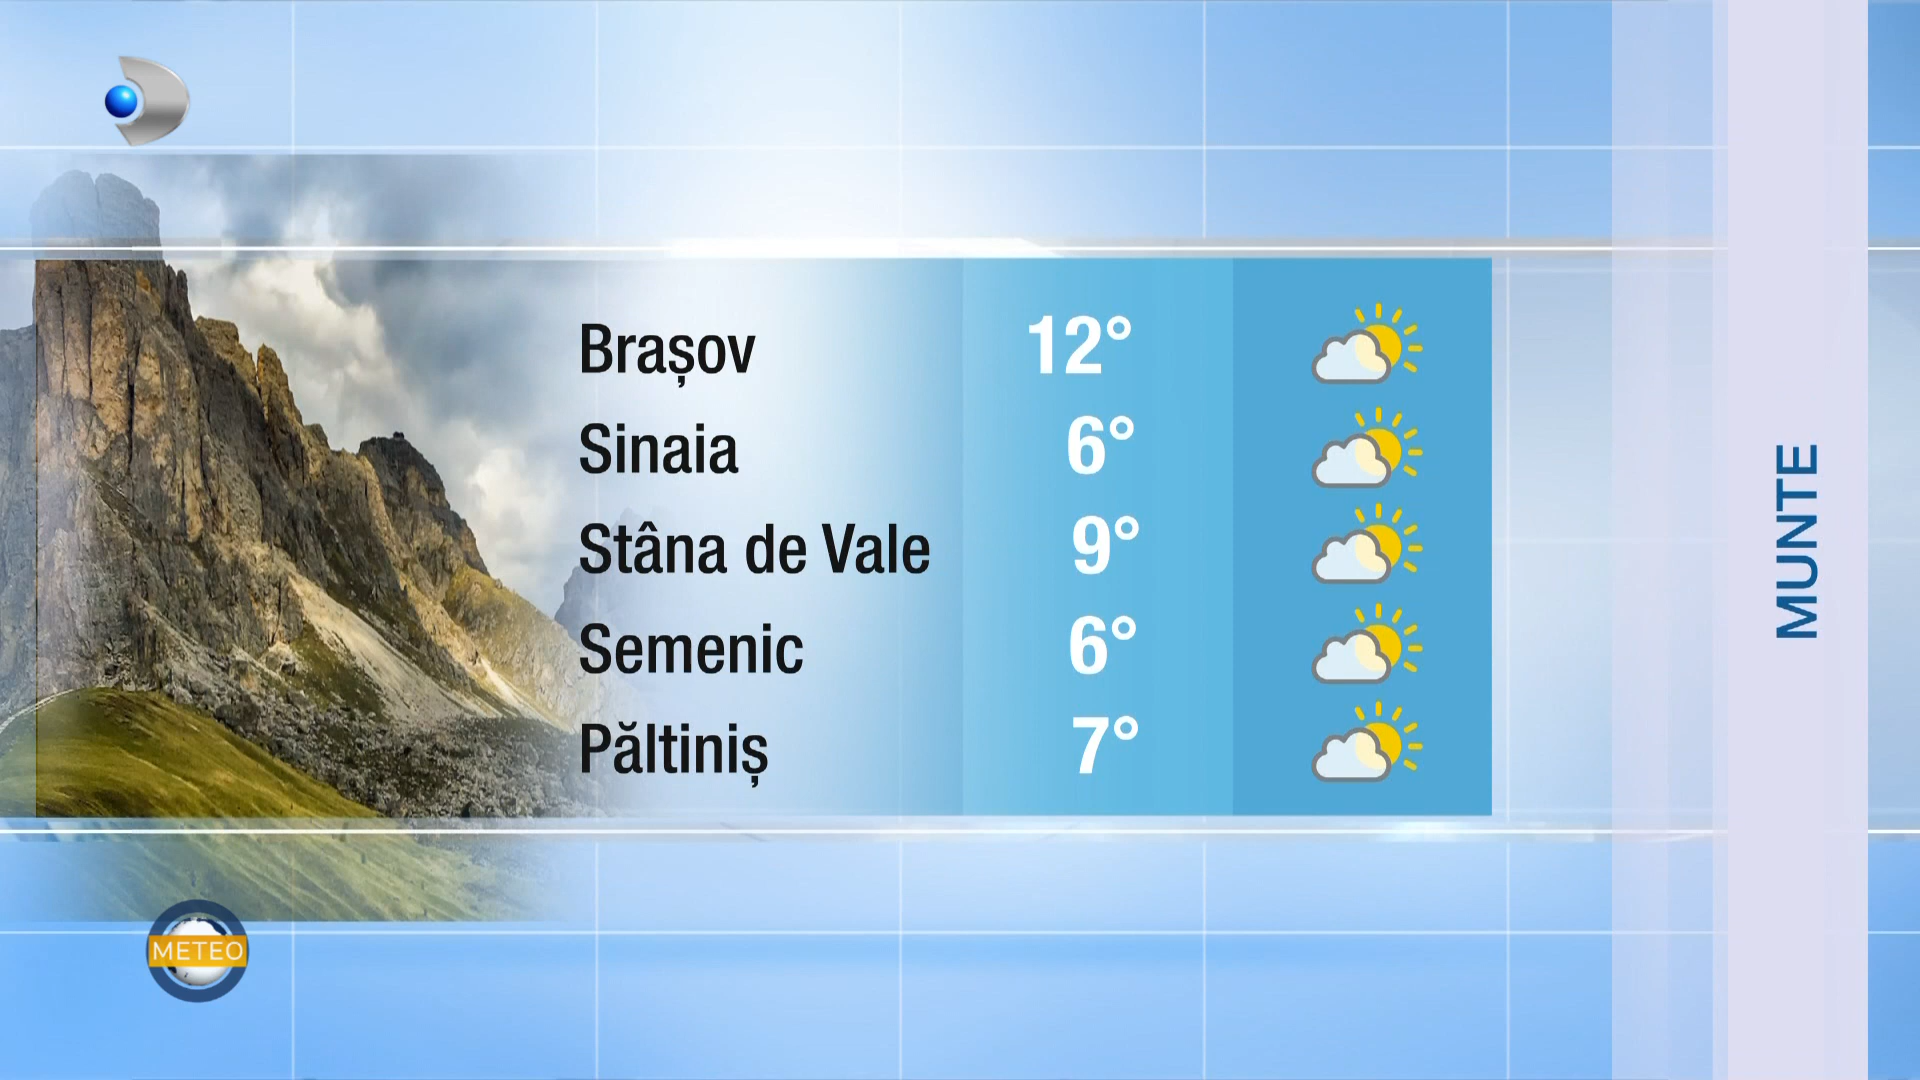 Brașov 12°
Sinaia 6°
Stâna de Vale 9°
Semenic 6°
Păltiniș 7°
MUNTE
METEO